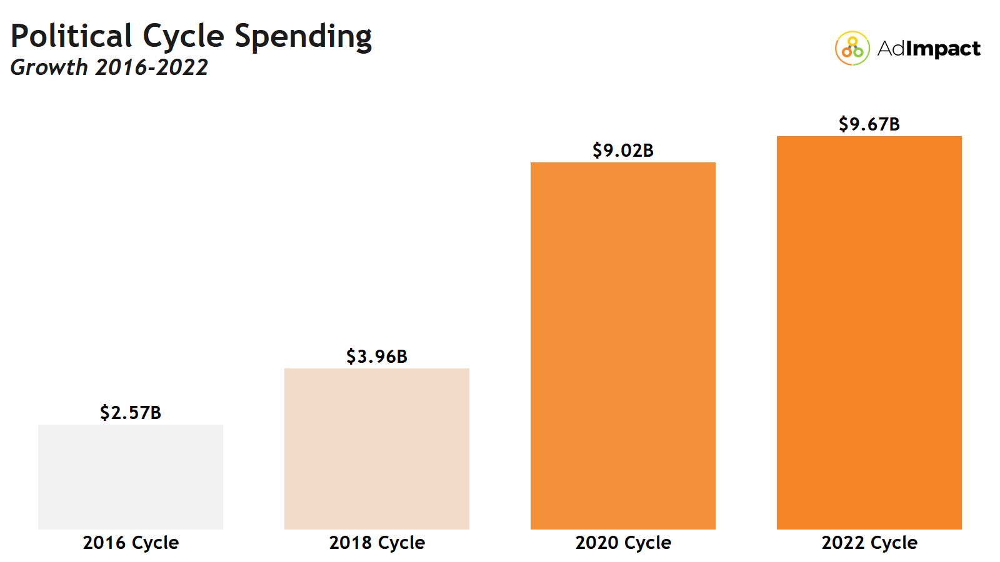 Political Cycle Spending
Growth 2016-2022
AdImpact
$9.67B
$9.02B
$3.96B
$2.57B
2016 Cycle
2018 Cycle
2020 Cycle
2022 Cycle